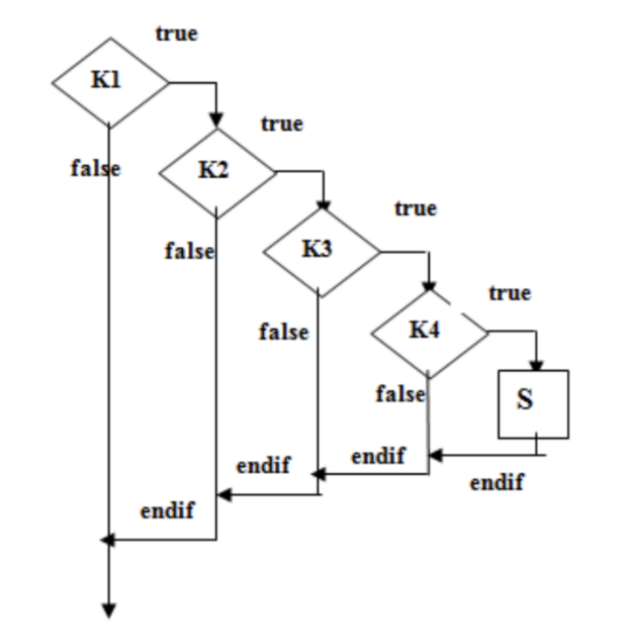 true
K1
true
false
K2
true
false
K3
true
false
K4
false
S
endif
endif
endif
endif